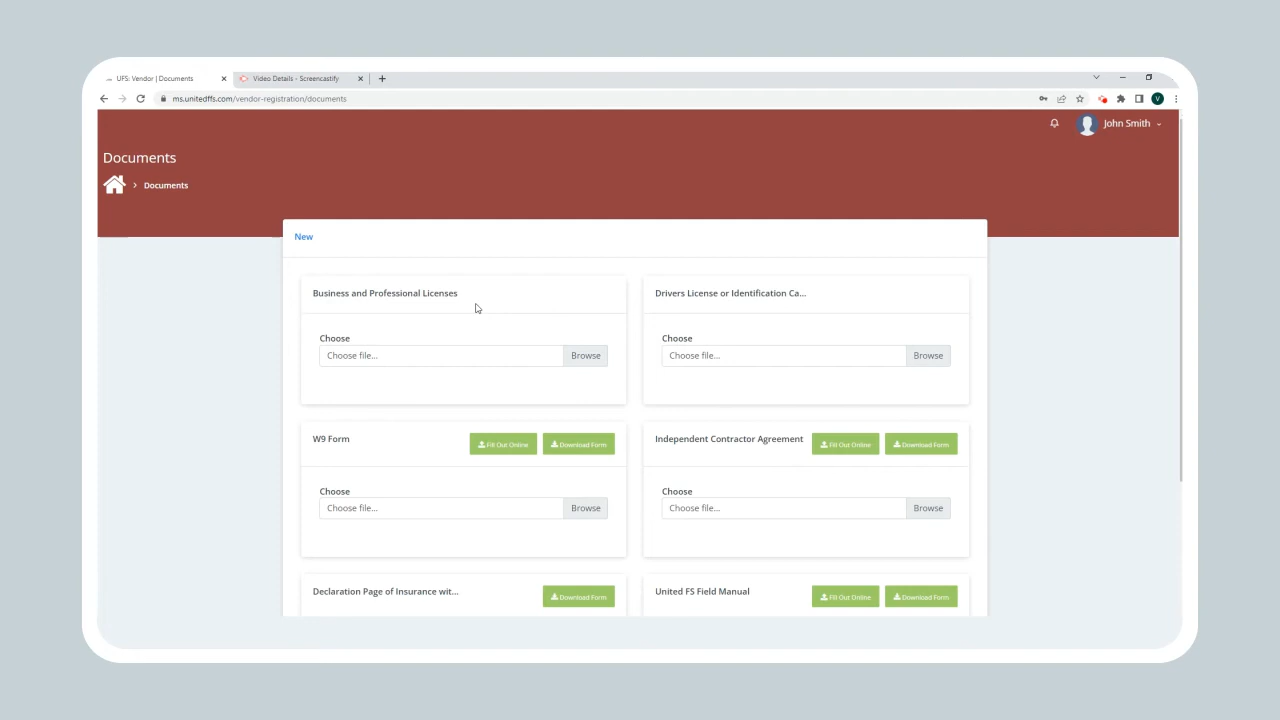 UFS: Vendor | Documents
Video Details - Screencastify
ms.unitedffs.com/vendor-registration/documents
V
John Smith
Documents
Documents
New
Business and Professional Licenses
Drivers License or Identification Ca...
Choose
Choose
Choose file...
Browse
Choose file...
Browse
W9 Form
Fill Out Online
Download Form
Independent Contractor Agreement
Fill Out Online
Download Form
Choose
Choose
Choose file...
Browse
Choose file...
Browse
Declaration Page of Insurance wit...
Download Form
United FS Field Manual
Fill Out Online
Download Form